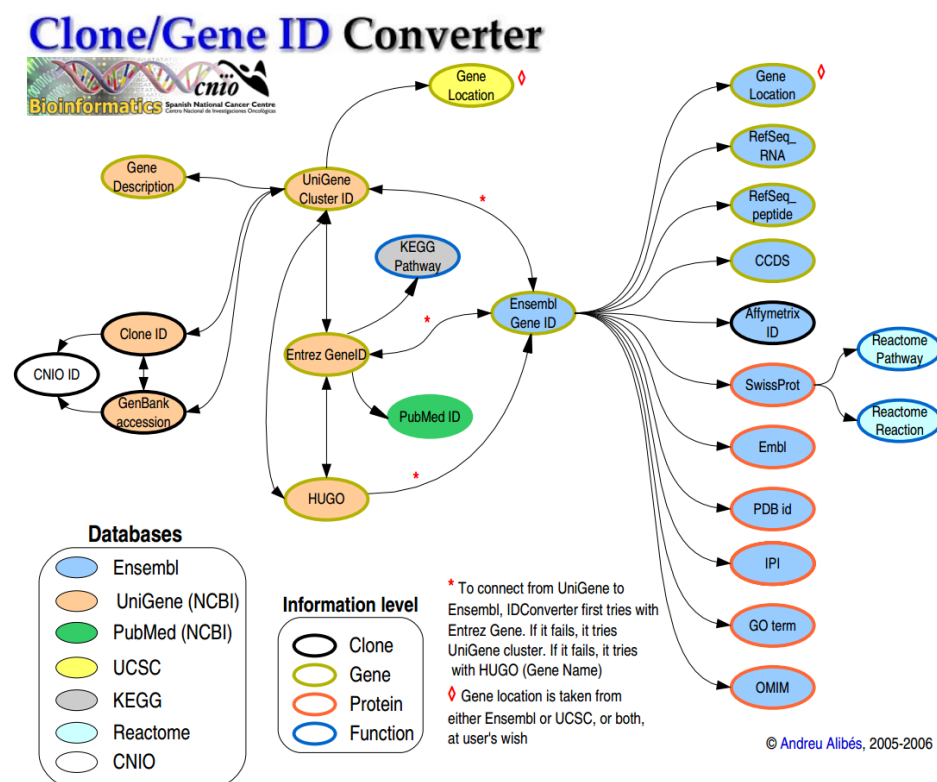 Clone/Gene ID Converter
Bioinformatics
cnio
Spanish National Cancer Centre
Centro Nacional de Investigaciones Oncológicas
Gene
Location
◊
Gene
Location
◊
Gene
Description
UniGene
Cluster ID
*
RefSeq_
RNA
RefSeq_
peptide
KEGG
Pathway
CCDS
Ensembl
Gene ID
Affymetrix
ID
Clone ID
*
Entrez GeneID
CNIO ID
SwissProt
Reactome
Pathway
Reactome
Reaction
GenBank
accession
PubMed ID
Embl
HUGO
*
PDB id
IPI
GO term
OMIM
Databases
Ensembl
UniGene (NCBI)
PubMed (NCBI)
UCSC
KEGG
Reactome
CNIO
Information level
Clone
Gene
Protein
Function
* To connect from UniGene to
Ensembl, IDConverter first tries with
Entrez Gene. If it fails, it tries
UniGene cluster. If it fails, it tries
with HUGO (Gene Name)
◊ Gene location is taken from
either Ensembl or UCSC, or both,
at user's wish
© Andreu Alibés, 2005-2006